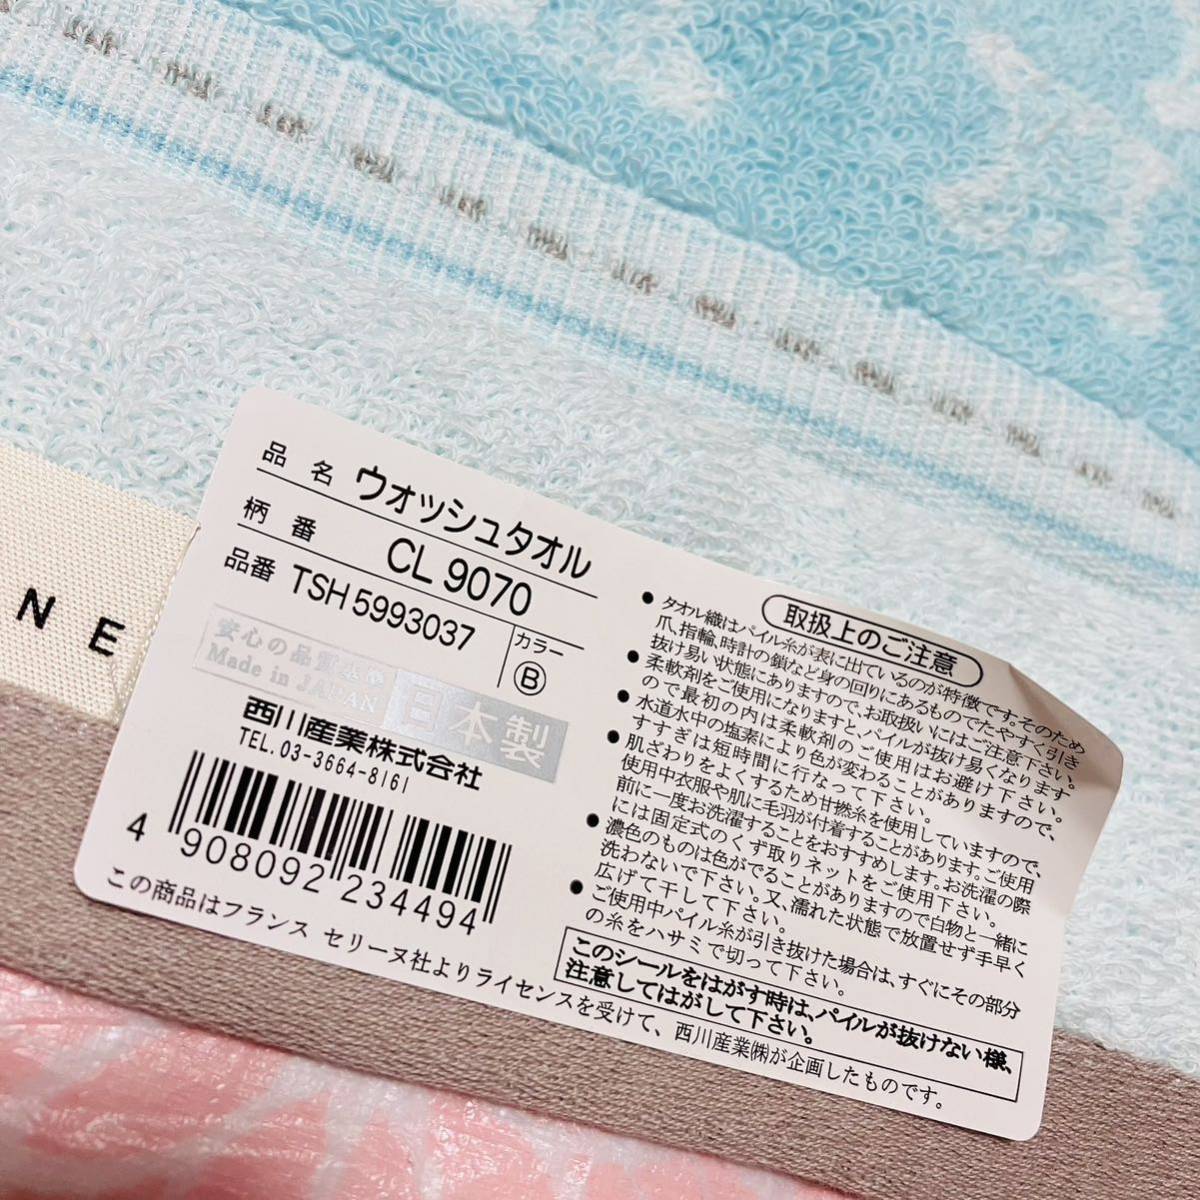 N E
品名 ウォッシュタオル
柄番 CL 9070
品番 TSH5993037
カラー
B
安心の品質本番
Made in JAPAN
日本製
西川産業株式会社
TEL. 03-3664-8161
4 908092 234494
取扱上のご注意
● タオル織はパイル糸が表に出ているのが特徴です。そのため
爪、指輪、時計の鎖など身の回りにあるものでたやすく引き
抜け易い状態にありますので、お取扱いにはご注意下さい。
● 柔軟剤をご使用になりますと、パイルが抜け易くなります
ので最初の内は柔軟剤のご使用はお避け下さい。
● 水道水中の塩素により色が変わることがありますので、
すすぎは短時間に行なって下さい。
● 肌ざわりをよくするため甘撚糸を使用していますので、
使用中衣服や肌に毛羽が付着することがあります。ご使用
前に一度お洗濯することをおすすめします。お洗濯の際
には固定式のくず取りネットをご使用下さい。
● 濃色のものは色がでることがありますので白物と一緒に
洗わないで下さい。又、濡れた状態で放置せず手早く
広げて干して下さい。
● ご使用中パイル糸が引き抜けた場合は、すぐにその部分
の糸をハサミで切って下さい。
このシールをはがす時は、パイルが抜けない様、
注意してはがして下さい。
この商品はフランス セリーヌ社よりライセンスを受けて、西川産業㈱が企画したものです。